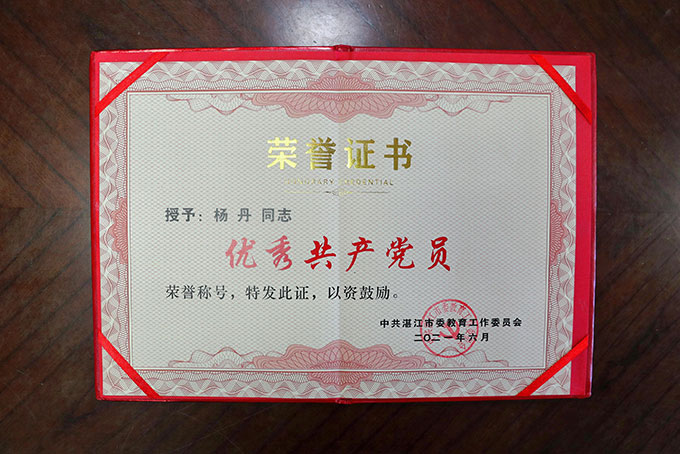 荣誉证书
HONORARY CREDENTIAL
授予：杨 丹 同志
优秀共产党员
荣誉称号，特发此证，以资鼓励。
中共湛江市委教育工作委员会
二〇二一年六月